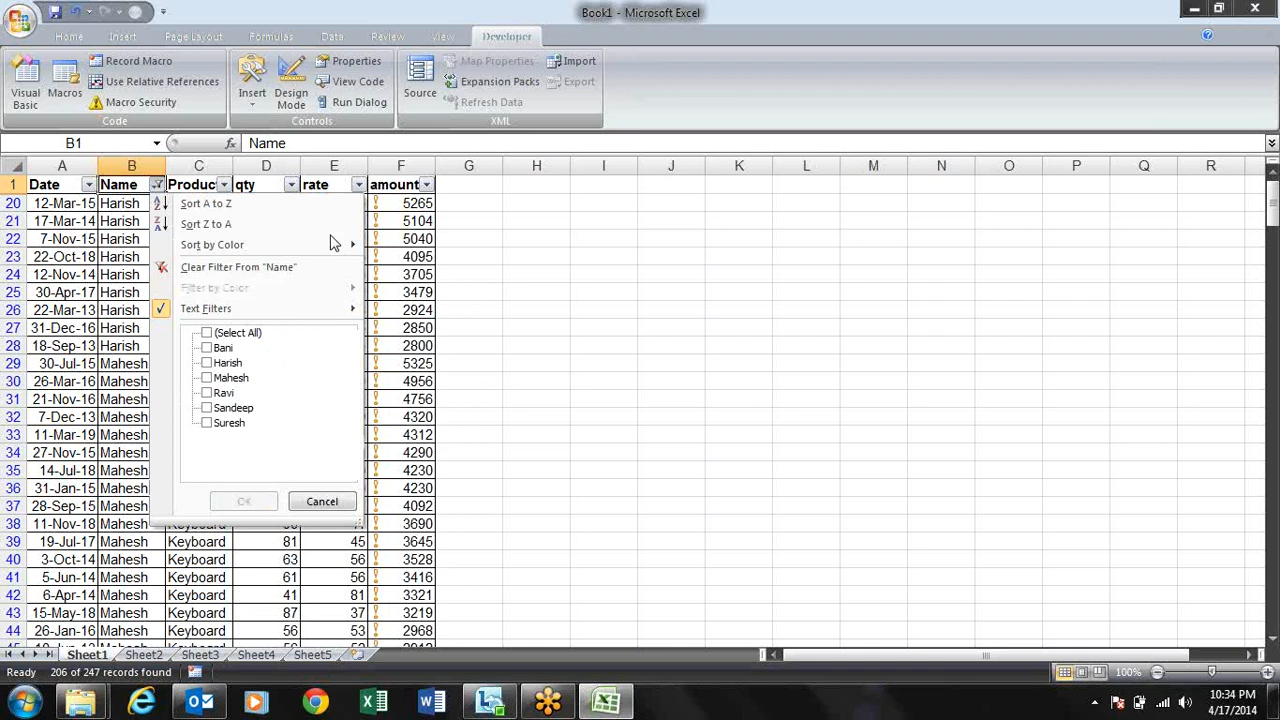 Book1 - Microsoft Excel
Home Insert Page Layout Formulas Data Review View Developer
Visual Basic
Macros
Record Macro
Use Relative References
Macro Security
Code
Insert
Design Mode
Properties
View Code
Run Dialog
Controls
Source
Map Properties
Expansion Packs
Refresh Data
Import
Export
XML
B1 fx Name
A B C D E F G H I J K L M N O P Q R
1 Date Name Produc qty rate amount
20 12-Mar-15 Harish 5265
21 17-Mar-14 Harish 5104
22 7-Nov-15 Harish 5040
23 22-Oct-18 Harish 4095
24 12-Nov-14 Harish 3705
25 30-Apr-17 Harish 3479
26 22-Mar-13 Harish 2924
27 31-Dec-16 Harish 2850
28 18-Sep-13 Harish 2800
29 30-Jul-15 Mahesh 5325
30 26-Mar-16 Mahesh 4956
31 21-Nov-16 Mahesh 4756
32 7-Dec-13 Mahesh 4320
33 11-Mar-19 Mahesh 4312
34 27-Nov-15 Mahesh 4290
35 14-Jul-18 Mahesh 4230
36 31-Jan-15 Mahesh 4230
37 28-Sep-15 Mahesh 4092
38 11-Nov-18 Mahesh Keyboard 3690
39 19-Jul-17 Mahesh Keyboard 81 45 3645
40 3-Oct-14 Mahesh Keyboard 63 56 3528
41 5-Jun-14 Mahesh Keyboard 61 56 3416
42 6-Apr-14 Mahesh Keyboard 41 81 3321
43 15-May-18 Mahesh Keyboard 87 37 3219
44 26-Jan-16 Mahesh Keyboard 56 53 2968
Sort A to Z
Sort Z to A
Sort by Color
Clear Filter From "Name"
Filter by Color
Text Filters
(Select All)
Bani
Harish
Mahesh
Ravi
Sandeep
Suresh
OK Cancel
Sheet1 Sheet2 Sheet3 Sheet4 Sheet5
Ready 206 of 247 records found 100%
10:34 PM
4/17/2014